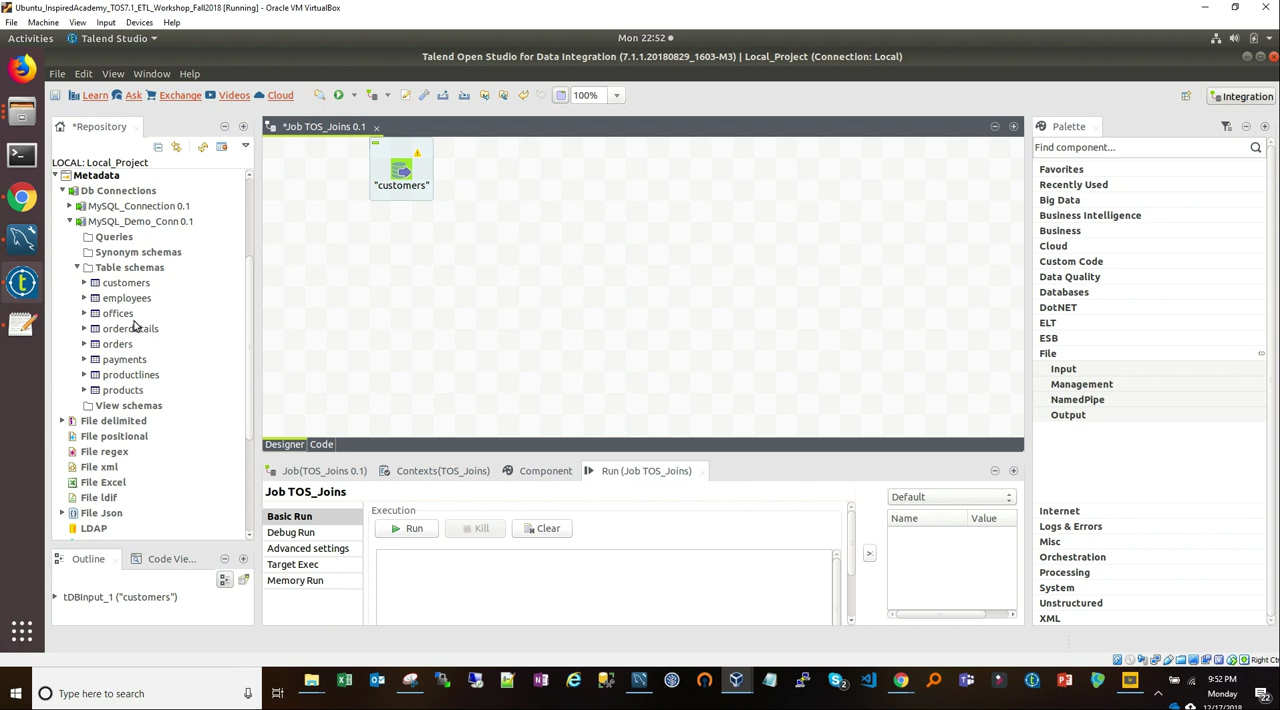 Ubuntu_InspiredAcademy_TOS7.1_ETL_Workshop_Fall2018 [Running] - Oracle VM VirtualBox
File Machine View Input Devices Help
Activities Talend Studio Mon 22:52
Talend Open Studio for Data Integration (7.1.1.20180829_1603-M3) | Local_Project (Connection: Local)
File Edit View Window Help
Learn Ask Exchange Videos Cloud 100% Integration
*Repository
*Job TOS_Joins 0.1
Palette
LOCAL: Local_Project
Metadata
Db Connections
MySQL_Connection 0.1
MySQL_Demo_Conn 0.1
Queries
Synonym schemas
Table schemas
customers
employees
offices
orderdetails
orders
payments
productlines
products
View schemas
File delimited
File positional
File regex
File xml
File Excel
File ldif
File Json
LDAP
"customers"
Designer Code
Find component...
Favorites
Recently Used
Big Data
Business Intelligence
Business
Cloud
Custom Code
Data Quality
Databases
DotNET
ELT
ESB
File
Input
Management
NamedPipe
Output
Internet
Logs & Errors
Misc
Orchestration
Processing
System
Unstructured
XML
Outline Code Vie...
tDBInput_1 ("customers")
Job(TOS_Joins 0.1) Contexts(TOS_Joins) Component Run (Job TOS_Joins)
Job TOS_Joins
Basic Run
Debug Run
Advanced settings
Target Exec
Memory Run
Execution
Run Kill Clear
Default
Name Value
Right Ct
Type here to search
9:52 PM
Monday
12/17/2018
22